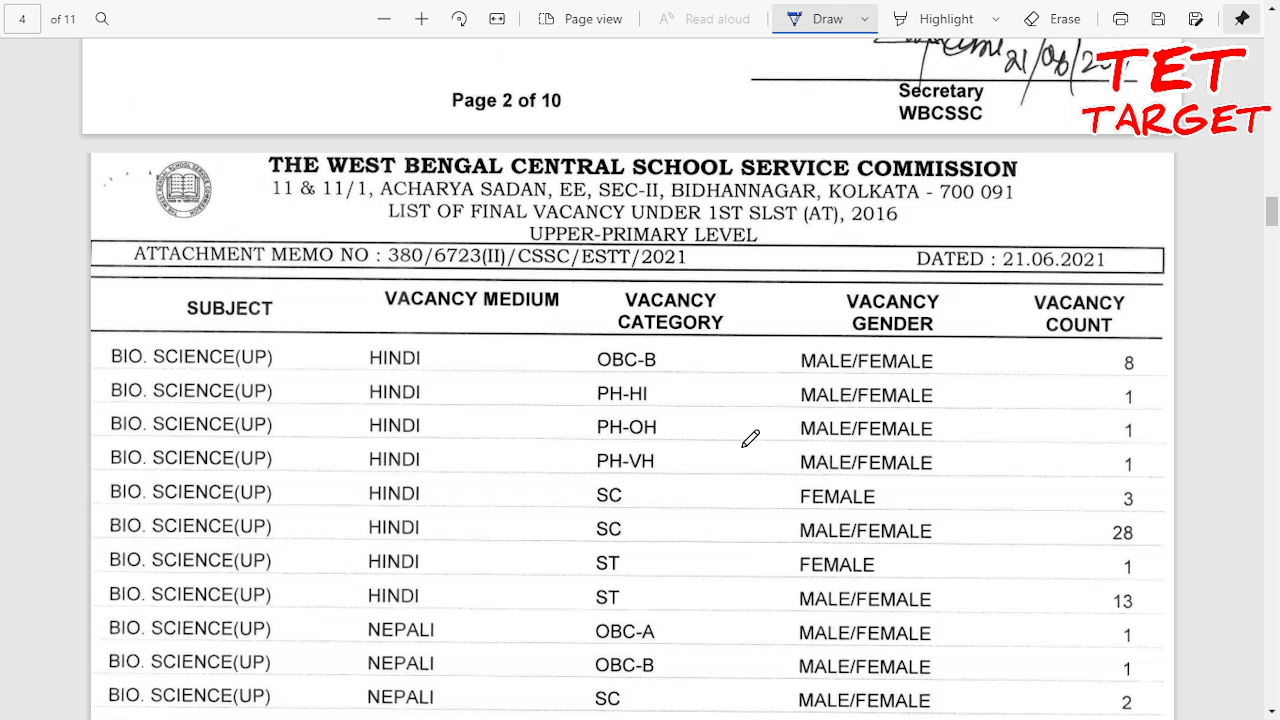 4 of 11 Page view Read aloud Draw Highlight Erase
21/06/2
TET
TARGET
Secretary
Page 2 of 10
WBCSSC
THE WEST BENGAL CENTRAL SCHOOL SERVICE COMMISSION
11 & 11/1, ACHARYA SADAN, EE, SEC-II, BIDHANNAGAR, KOLKATA - 700 091
LIST OF FINAL VACANCY UNDER 1ST SLST (AT), 2016
UPPER-PRIMARY LEVEL
ATTACHMENT MEMO NO : 380/6723(II)/CSSC/ESTT/2021 DATED : 21.06.2021
SUBJECT VACANCY MEDIUM VACANCY CATEGORY VACANCY GENDER VACANCY COUNT
BIO. SCIENCE(UP) HINDI OBC-B MALE/FEMALE 8
BIO. SCIENCE(UP) HINDI PH-HI MALE/FEMALE 1
BIO. SCIENCE(UP) HINDI PH-OH MALE/FEMALE 1
BIO. SCIENCE(UP) HINDI PH-VH MALE/FEMALE 1
BIO. SCIENCE(UP) HINDI SC FEMALE 3
BIO. SCIENCE(UP) HINDI SC MALE/FEMALE 28
BIO. SCIENCE(UP) HINDI ST FEMALE 1
BIO. SCIENCE(UP) HINDI ST MALE/FEMALE 13
BIO. SCIENCE(UP) NEPALI OBC-A MALE/FEMALE 1
BIO. SCIENCE(UP) NEPALI OBC-B MALE/FEMALE 1
BIO. SCIENCE(UP) NEPALI SC MALE/FEMALE 2